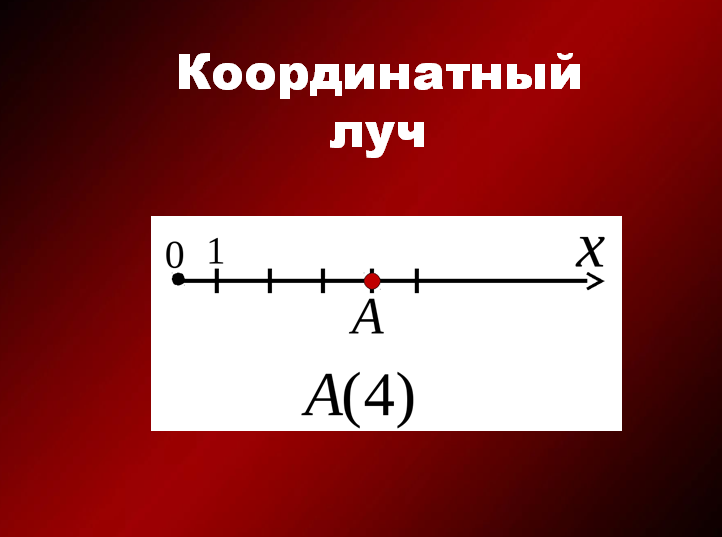 Координатный
луч
0 1 x
A
A(4)